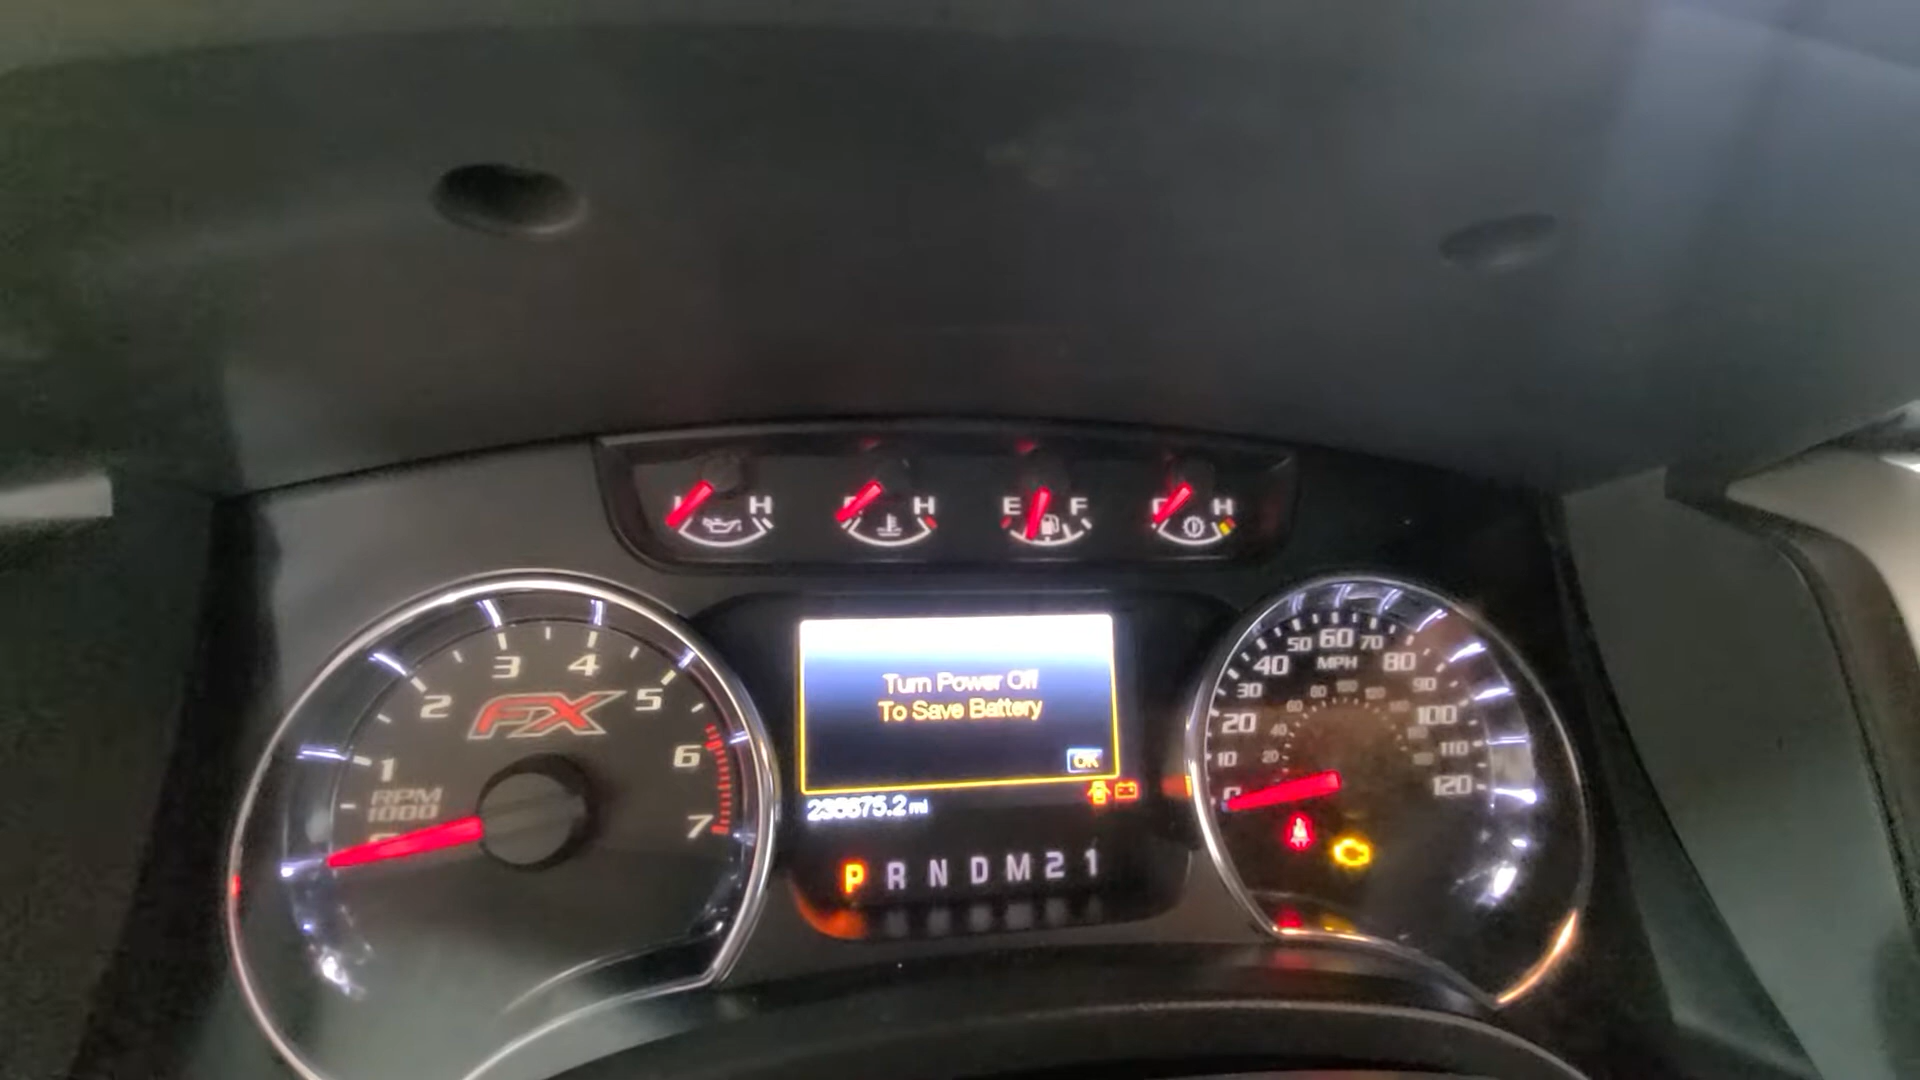 H
H
E F
H
3 4
2 FX 5
1 6
RPM
1000
7
Turn Power Off
To Save Battery
OK
mi
P R N D M 2 1
50 60 70
40 MPH 80
30 90
20 100
10 110
0 120